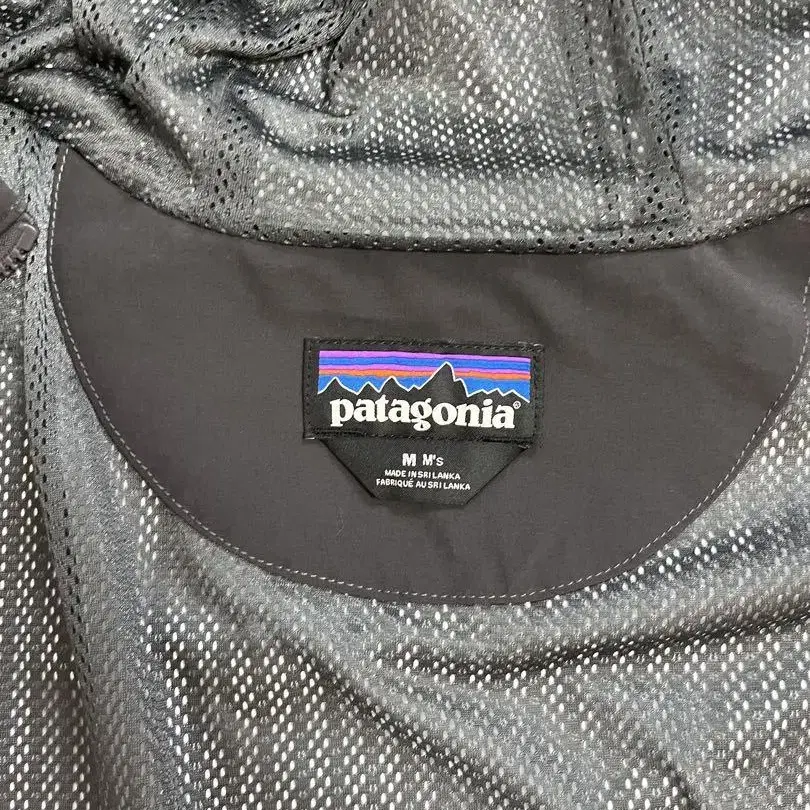 patagonia®
M M's
MADE IN SRI LANKA
FABRIQUÉ AU SRI LANKA